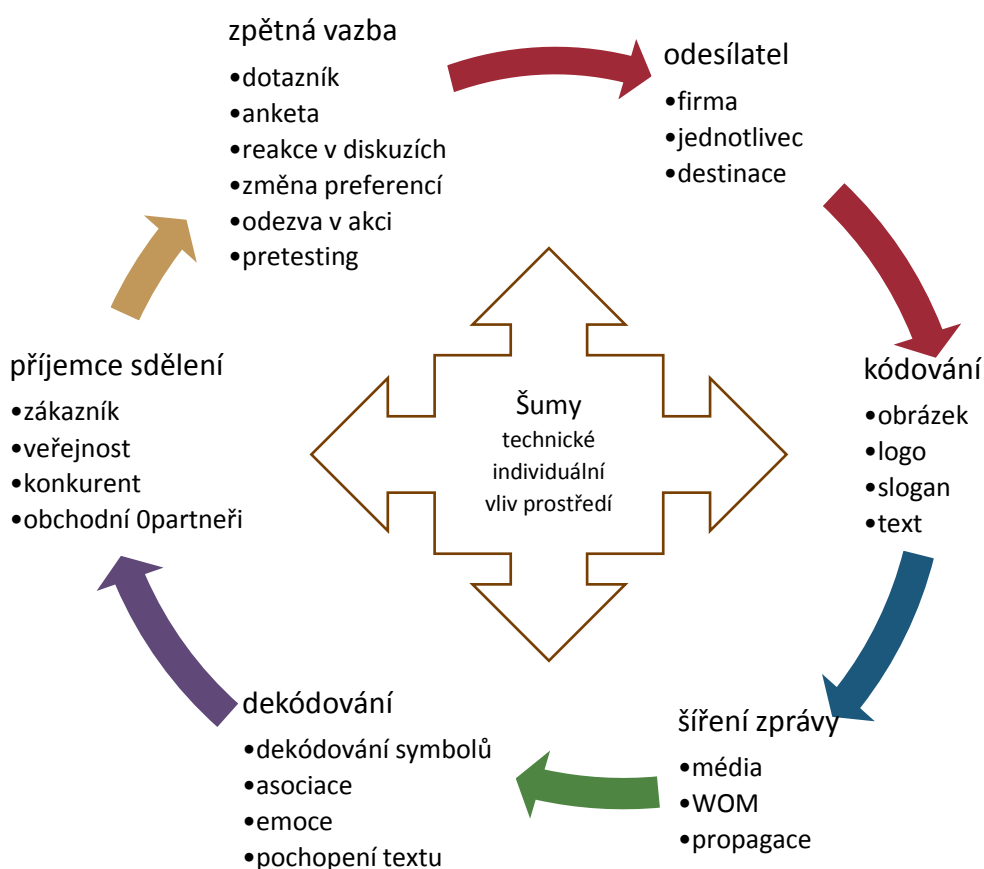 zpětná vazba
•dotazník
•anketa
•reakce v diskuzích
•změna preferencí
•odezva v akci
•pretesting
odesílatel
•firma
•jednotlivec
•destinace
kódování
•obrázek
•logo
•slogan
•text
šíření zprávy
•média
•WOM
•propagace
dekódování
•dekódování symbolů
•asociace
•emoce
•pochopení textu
příjemce sdělení
•zákazník
•veřejnost
•konkurent
•obchodní 0partneři
Šumy
technické
individuální
vliv prostředí